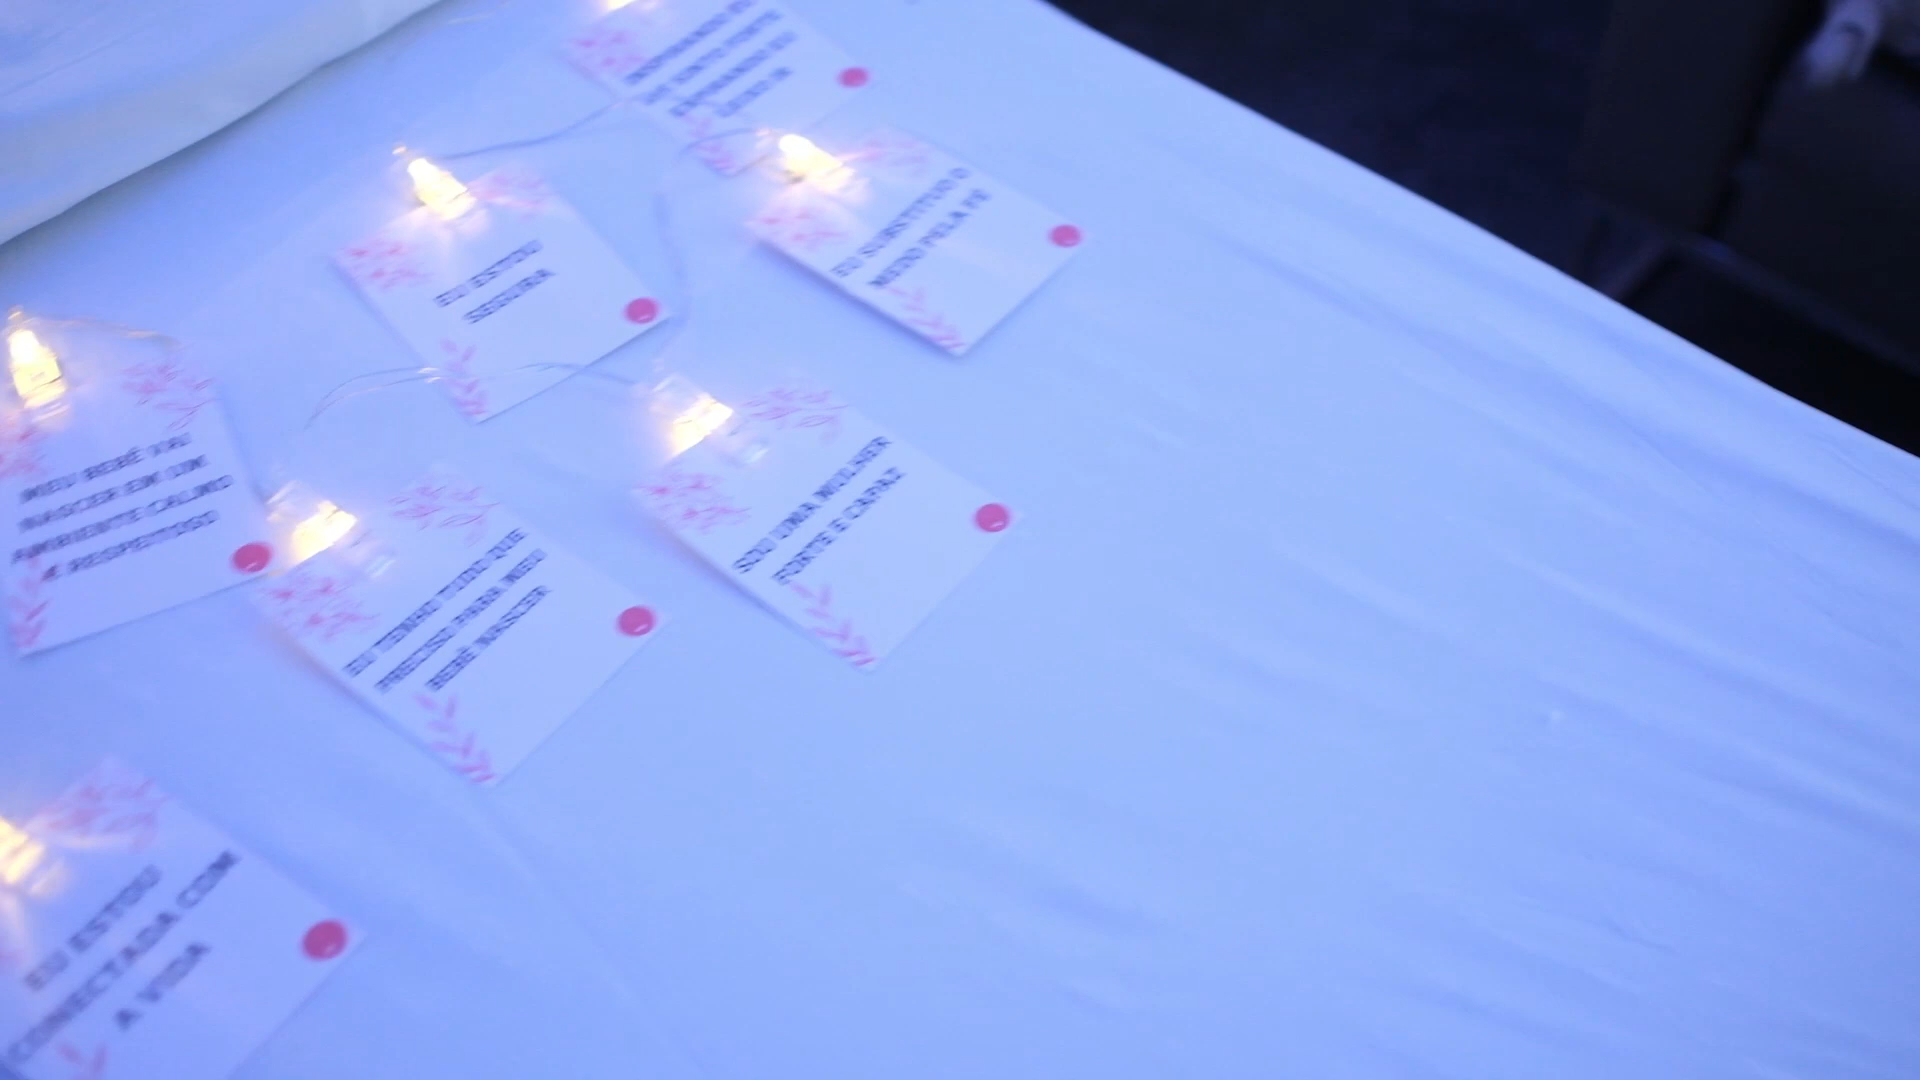 EU SUBSTITUO O
MEDO PELA FÉ
EU ESTOU
SEGURA
MEU BEBÊ VAI
NASCER EM UM
AMBIENTE CALMO
E RESPEITOSO
SOU UMA MULHER
FORTE E CAPAZ
EU TENHO TUDO QUE
PRECISO PARA MEU
BEBÊ NASCER
EU ESTOU
CONECTADA COM
A VIDA